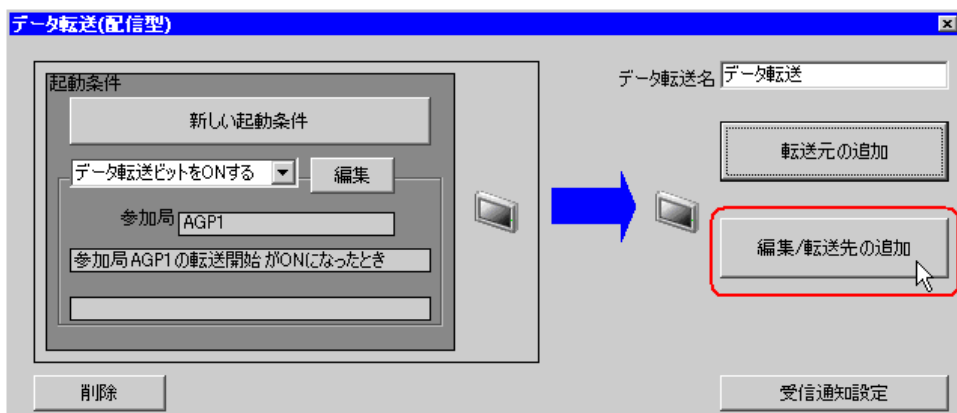 データ転送(配信型)
起動条件
新しい起動条件
データ転送ビットをONする
編集
参加局 AGP1
参加局 AGP1 の転送開始 がONになったとき
データ転送名 データ転送
転送元の追加
編集/転送先の追加
削除
受信通知設定